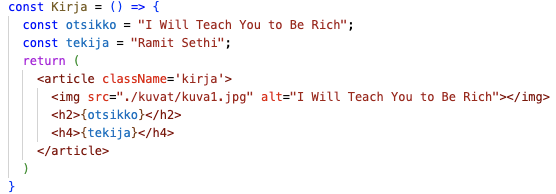 const Kirja = () => {
  const otsikko = "I Will Teach You to Be Rich";
  const tekija = "Ramit Sethi";
  return (
    <article className='kirja'>
      <img src="./kuvat/kuva1.jpg" alt="I Will Teach You to Be Rich"></img>
      <h2>{otsikko}</h2>
      <h4>{tekija}</h4>
    </article>
  )
}